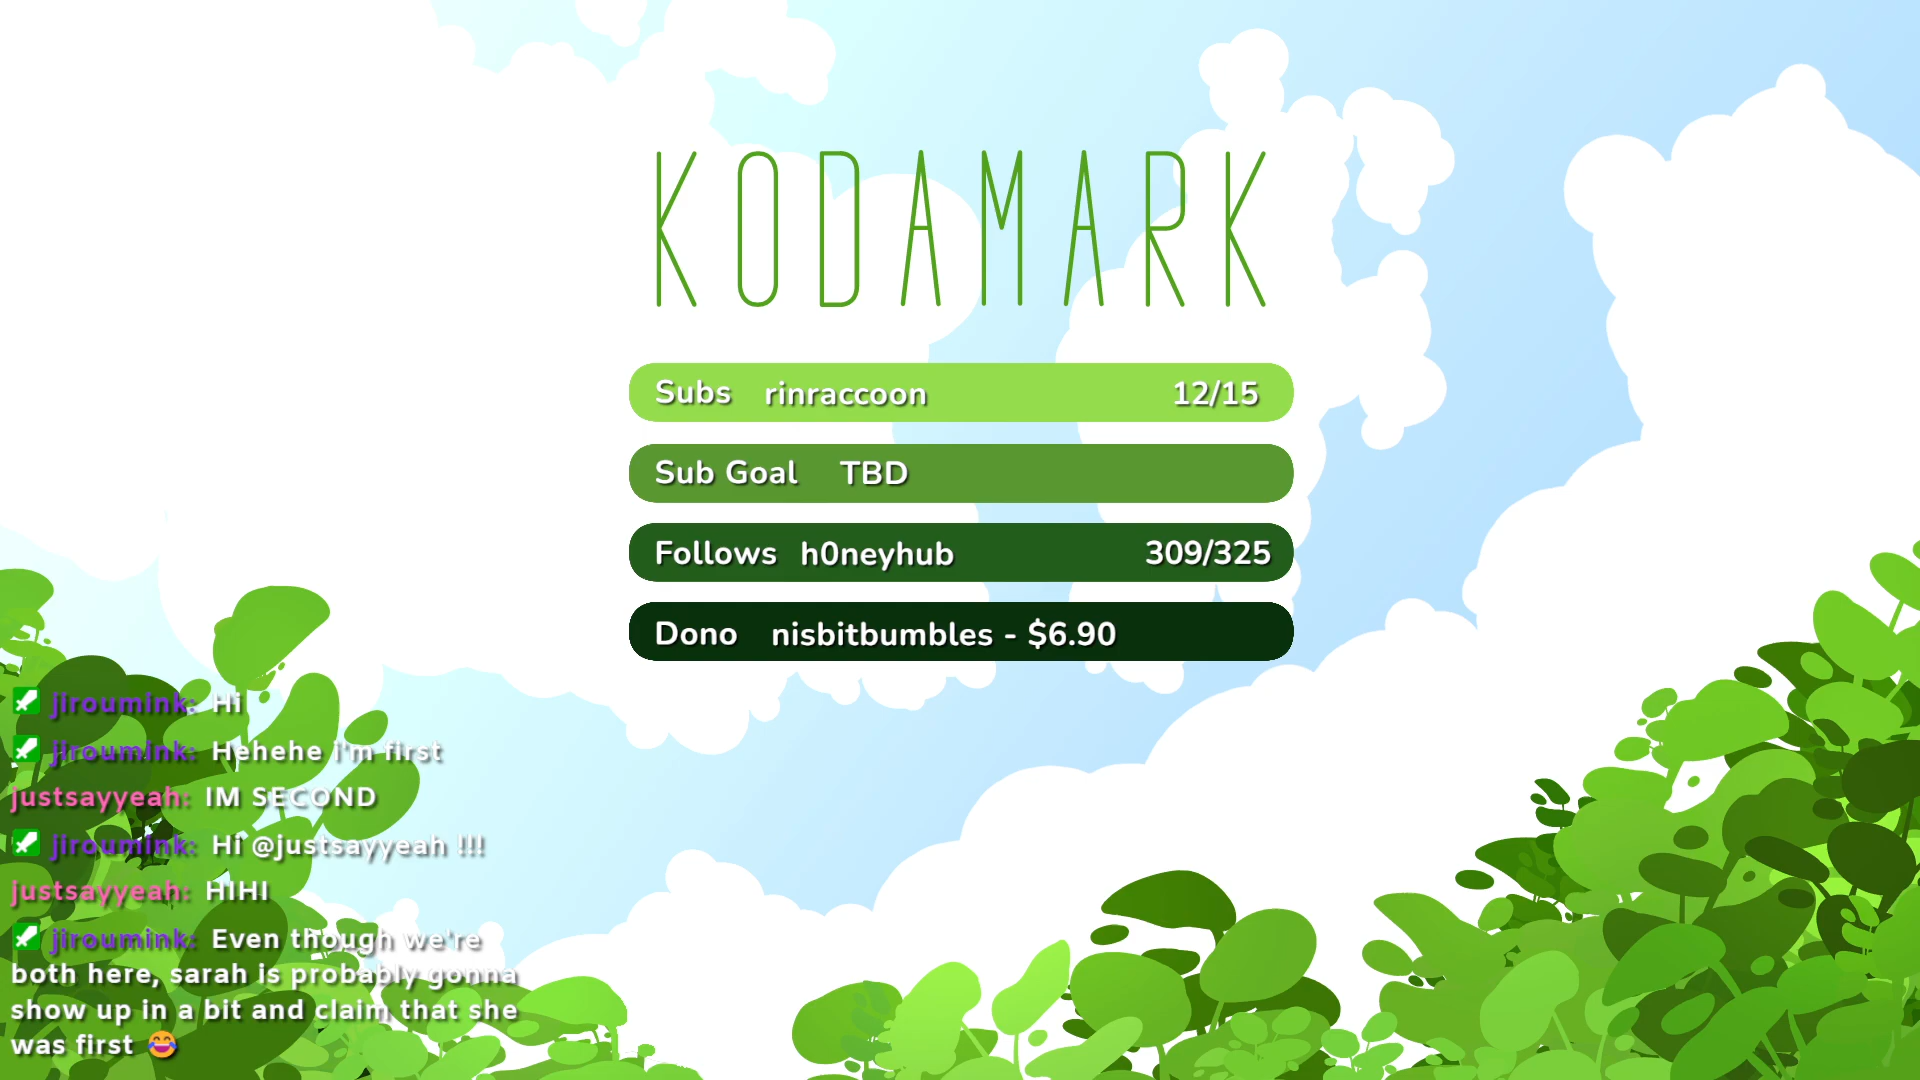 KODAMARK
Subs rinraccoon 12/15
Sub Goal TBD
Follows h0neyhub 309/325
Dono nisbitbumbles - $6.90
jiroumink: Hi
jiroumink: Hehehe i'm first
justsayyeah: IM SECOND
jiroumink: Hi @justsayyeah !!!
justsayyeah: HIHI
jiroumink: Even though we're
both here, sarah is probably gonna
show up in a bit and claim that she
was first 😂